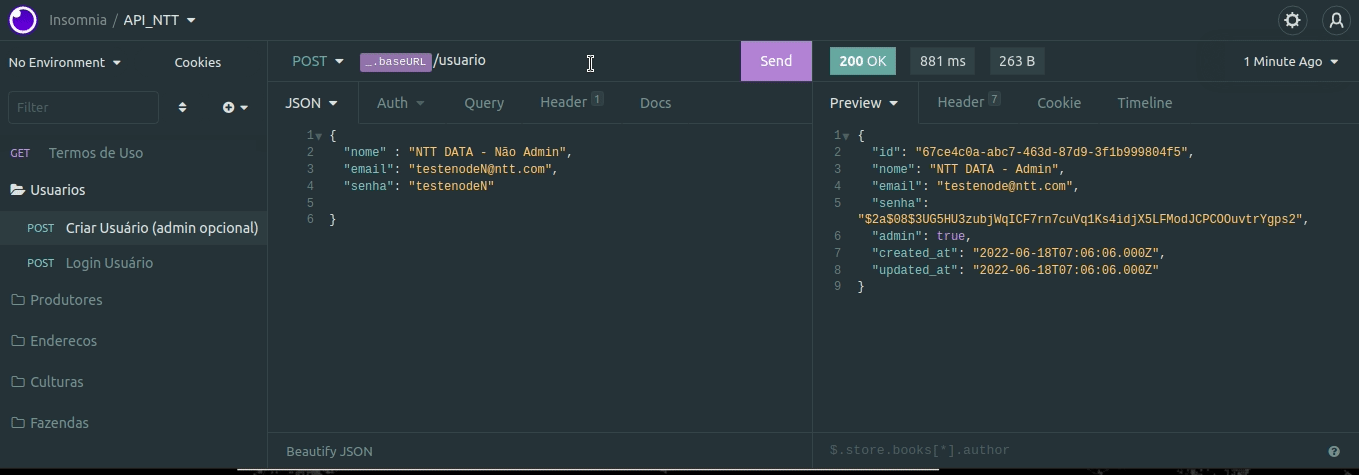 Insomnia / API_NTT
No Environment
Cookies
POST
_.baseURL/usuario
Send
200 OK
881 ms
263 B
1 Minute Ago
Filter
JSON
Auth
Query
Header 1
Docs
Preview
Header 7
Cookie
Timeline
GET Termos de Uso
Usuarios
POST Criar Usuário (admin opcional)
POST Login Usuário
Produtores
Enderecos
Culturas
Fazendas
1 {
2 "nome" : "NTT DATA - Não Admin",
3 "email": "testenodeN@ntt.com",
4 "senha": "testenodeN"
5
6 }
Beautify JSON
1 {
2 "id": "67ce4c0a-abc7-463d-87d9-3f1b999804f5",
3 "nome": "NTT DATA - Admin",
4 "email": "testenode@ntt.com",
5 "senha":
"$2a$08$3UG5HU3zubjWqICF7rn7cuVq1Ks4idjX5LFModJCPCOOuvtrYgps2",
6 "admin": true,
7 "created_at": "2022-06-18T07:06:06.000Z",
8 "updated_at": "2022-06-18T07:06:06.000Z"
9 }
$.store.books[*].author